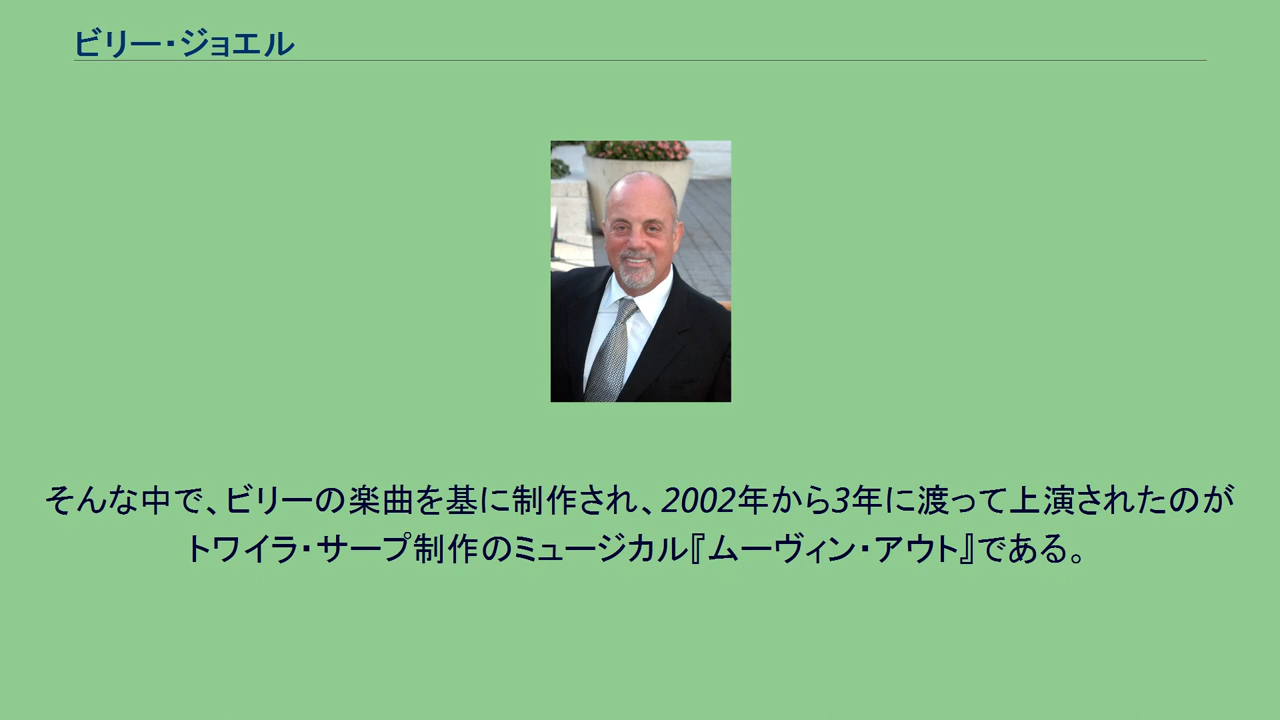 ビリー・ジョエル
そんな中で、ビリーの楽曲を基に制作され、2002年から3年に渡って上演されたのが
トワイラ・サープ制作のミュージカル『ムーヴィン・アウト』である。